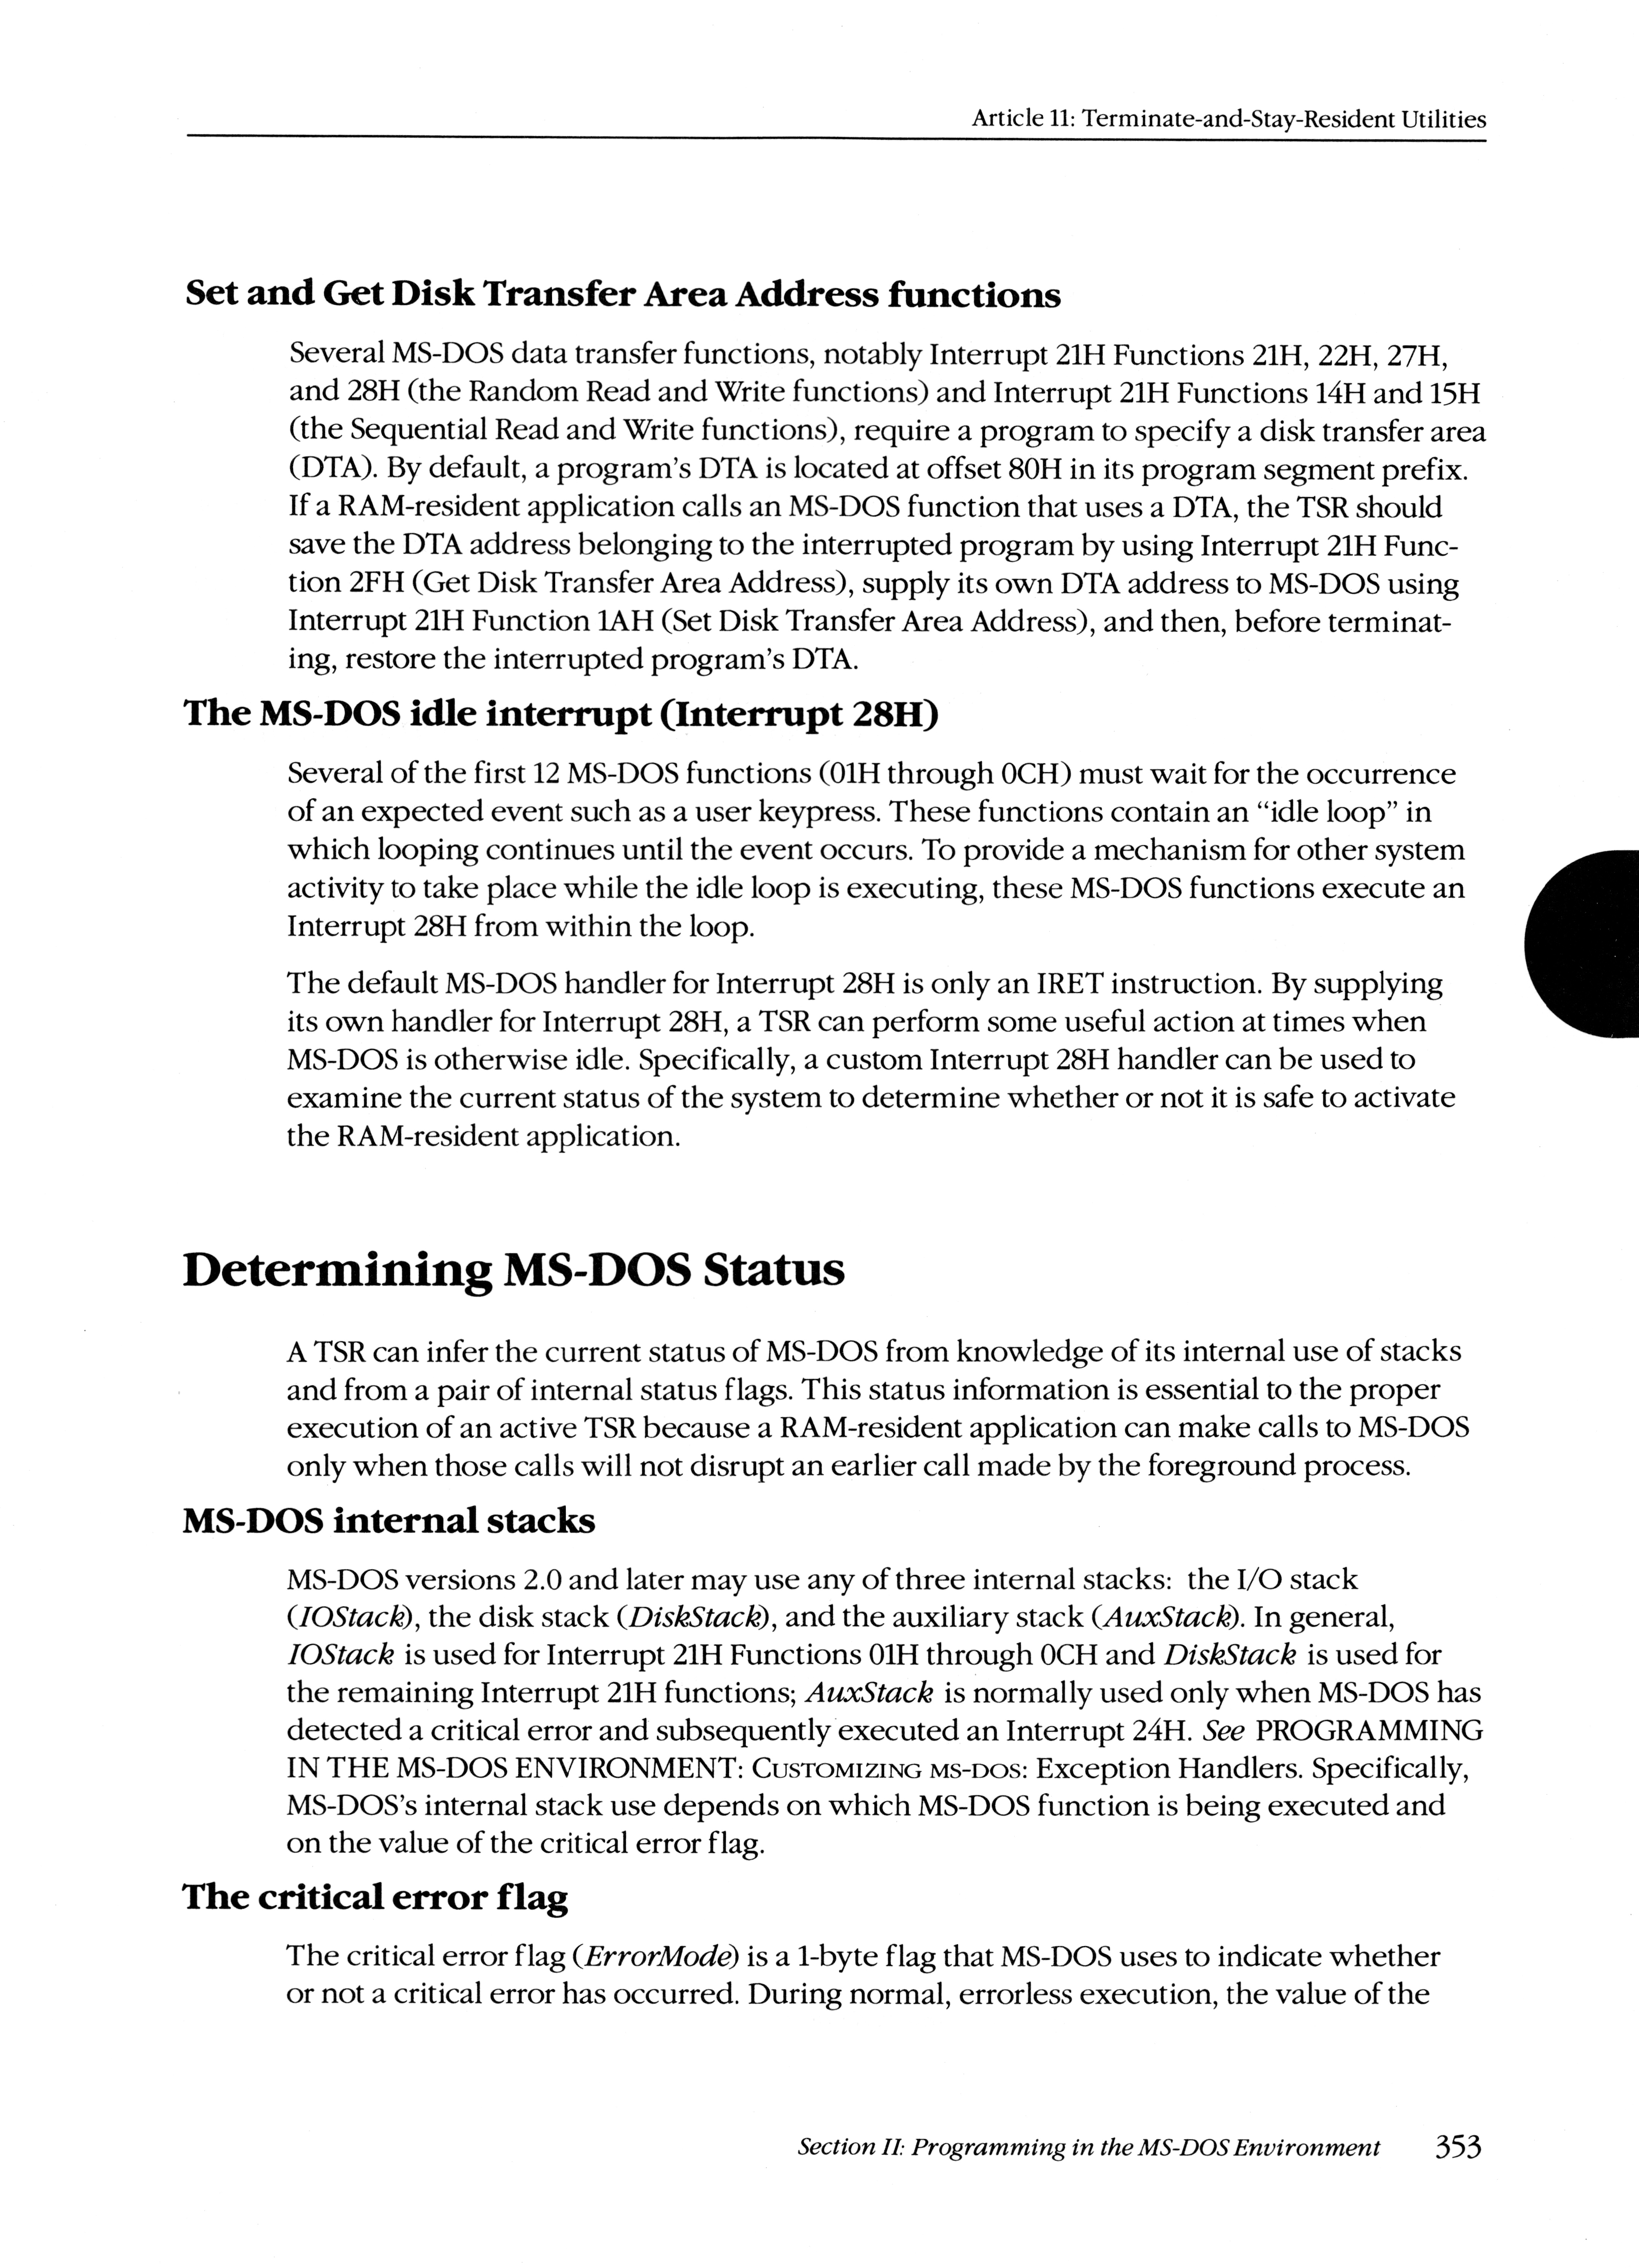 Article 11: Terminate-and-Stay-Resident Utilities
Set and Get Disk Transfer Area Address functions
Several MS-DOS data transfer functions, notably Interrupt 21H Functions 21H, 22H, 27H,
and 28H (the Random Read and Write functions) and Interrupt 21H Functions 14H and 15H
(the Sequential Read and Write functions), require a program to specify a disk transfer area
(DTA). By default, a program's DTA is located at offset 80H in its program segment prefix.
If a RAM-resident application calls an MS-DOS function that uses a DTA, the TSR should
save the DTA address belonging to the interrupted program by using Interrupt 21H Func-
tion 2FH (Get Disk Transfer Area Address), supply its own DTA address to MS-DOS using
Interrupt 21H Function 1AH (Set Disk Transfer Area Address), and then, before terminat-
ing, restore the interrupted program's DTA.
The MS-DOS idle interrupt (Interrupt 28H)
Several of the first 12 MS-DOS functions (01H through 0CH) must wait for the occurrence
of an expected event such as a user keypress. These functions contain an “idle loop” in
which looping continues until the event occurs. To provide a mechanism for other system
activity to take place while the idle loop is executing, these MS-DOS functions execute an
Interrupt 28H from within the loop.
The default MS-DOS handler for Interrupt 28H is only an IRET instruction. By supplying
its own handler for Interrupt 28H, a TSR can perform some useful action at times when
MS-DOS is otherwise idle. Specifically, a custom Interrupt 28H handler can be used to
examine the current status of the system to determine whether or not it is safe to activate
the RAM-resident application.
Determining MS-DOS Status
A TSR can infer the current status of MS-DOS from knowledge of its internal use of stacks
and from a pair of internal status flags. This status information is essential to the proper
execution of an active TSR because a RAM-resident application can make calls to MS-DOS
only when those calls will not disrupt an earlier call made by the foreground process.
MS-DOS internal stacks
MS-DOS versions 2.0 and later may use any of three internal stacks: the I/O stack
(IOStack), the disk stack (DiskStack), and the auxiliary stack (AuxStack). In general,
IOStack is used for Interrupt 21H Functions 01H through 0CH and DiskStack is used for
the remaining Interrupt 21H functions; AuxStack is normally used only when MS-DOS has
detected a critical error and subsequently executed an Interrupt 24H. See PROGRAMMING
IN THE MS-DOS ENVIRONMENT: CUSTOMIZING MS-DOS: Exception Handlers. Specifically,
MS-DOS's internal stack use depends on which MS-DOS function is being executed and
on the value of the critical error flag.
The critical error flag
The critical error flag (ErrorMode) is a 1-byte flag that MS-DOS uses to indicate whether
or not a critical error has occurred. During normal, errorless execution, the value of the
Section II: Programming in the MS-DOS Environment 353